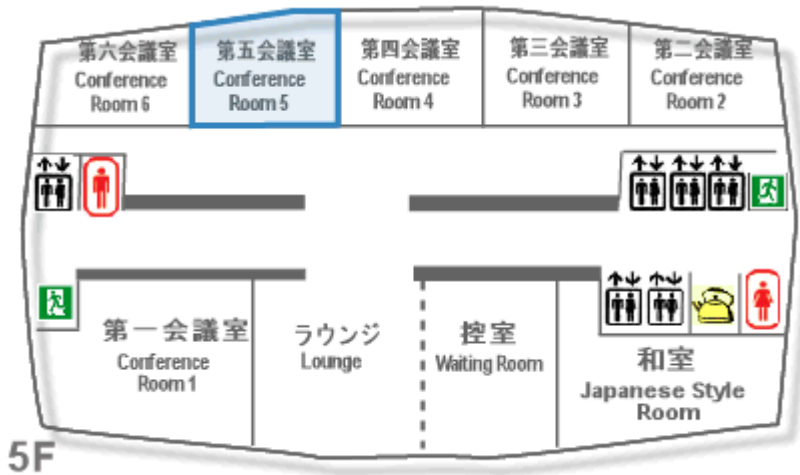 第六会議室
Conference
Room 6
第五会議室
Conference
Room 5
第四会議室
Conference
Room 4
第三会議室
Conference
Room 3
第二会議室
Conference
Room 2
第一会議室
Conference
Room 1
ラウンジ
Lounge
控室
Waiting Room
和室
Japanese Style
Room
5F